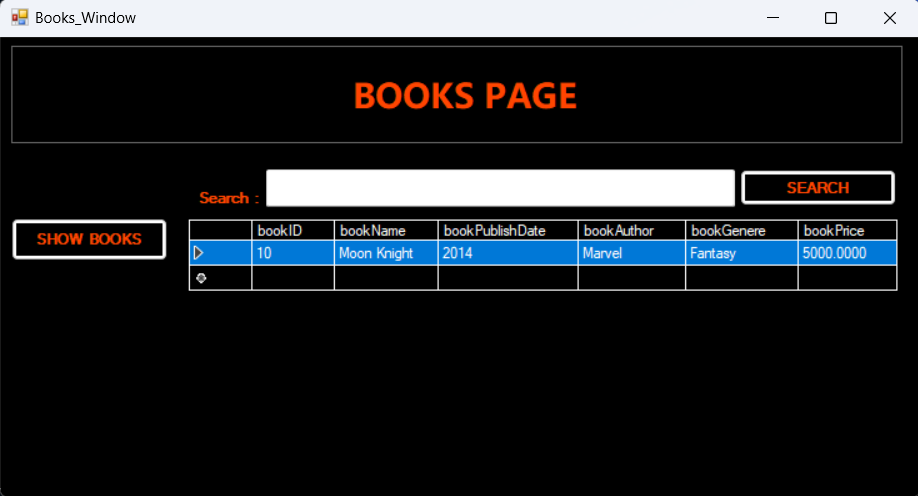 Books_Window
BOOKS PAGE
Search :
SEARCH
SHOW BOOKS
bookID bookName bookPublishDate bookAuthor bookGenere bookPrice
10 Moon Knight 2014 Marvel Fantasy 5000.0000